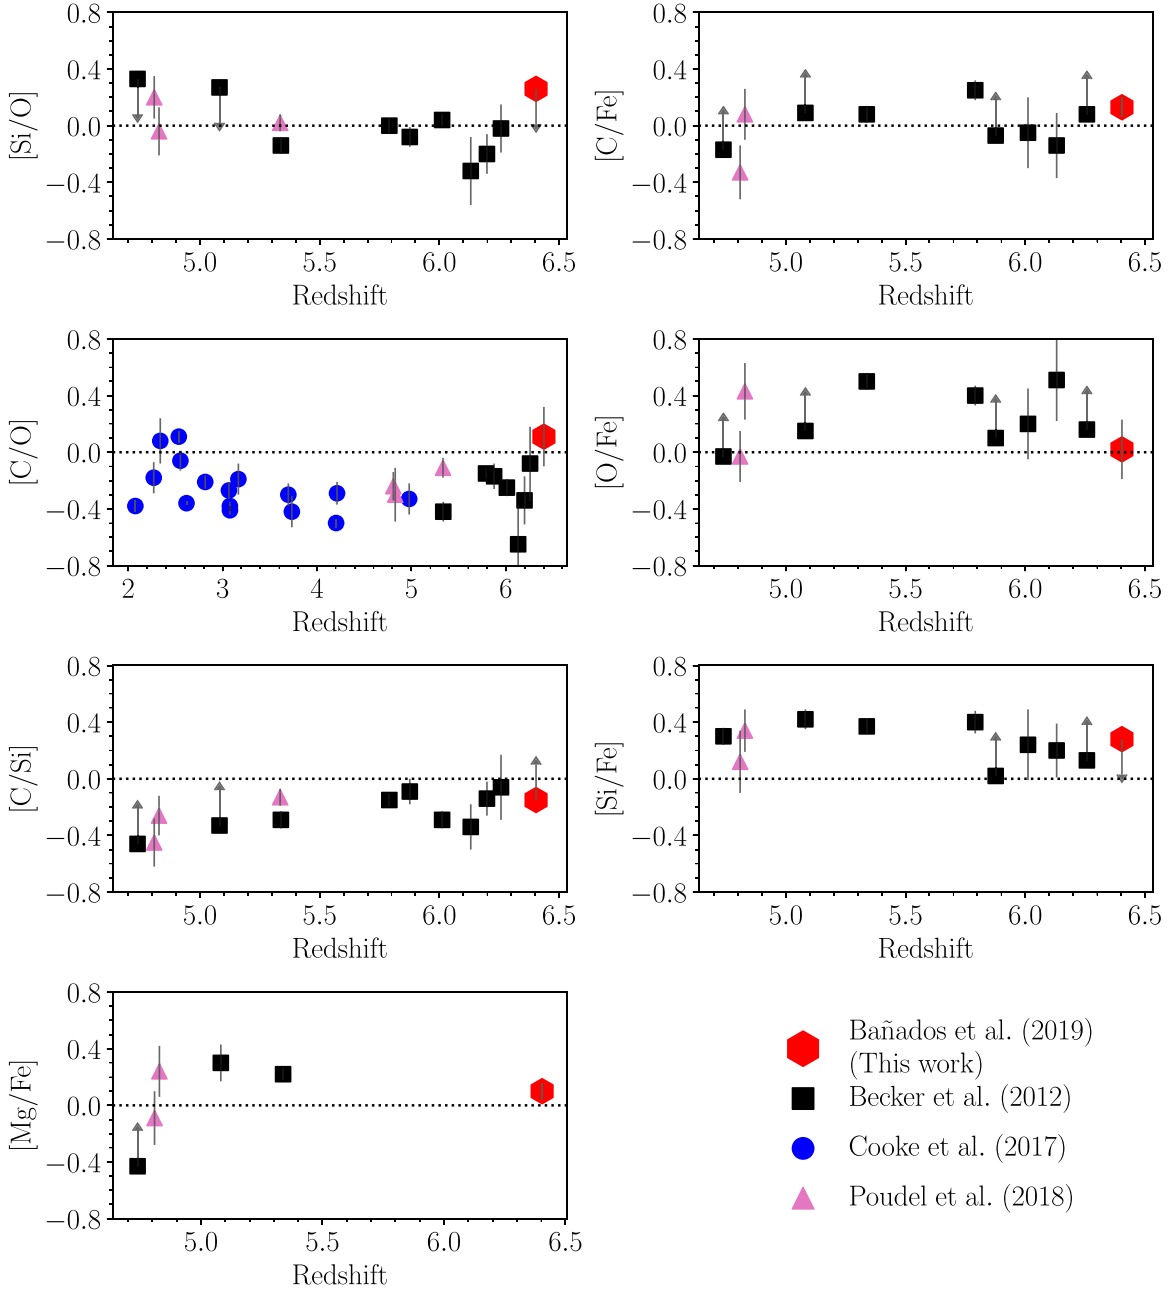 0.8
0.4
0.0
−0.4
−0.8
[Si/O]
5.0 5.5 6.0 6.5
Redshift
0.8
0.4
0.0
−0.4
−0.8
[C/Fe]
5.0 5.5 6.0 6.5
Redshift
0.8
0.4
0.0
−0.4
−0.8
[C/O]
2 3 4 5 6
Redshift
0.8
0.4
0.0
−0.4
−0.8
[O/Fe]
5.0 5.5 6.0 6.5
Redshift
0.8
0.4
0.0
−0.4
−0.8
[C/Si]
5.0 5.5 6.0 6.5
Redshift
0.8
0.4
0.0
−0.4
−0.8
[Si/Fe]
5.0 5.5 6.0 6.5
Redshift
0.8
0.4
0.0
−0.4
−0.8
[Mg/Fe]
5.0 5.5 6.0 6.5
Redshift
Bañados et al. (2019)
(This work)
Becker et al. (2012)
Cooke et al. (2017)
Poudel et al. (2018)